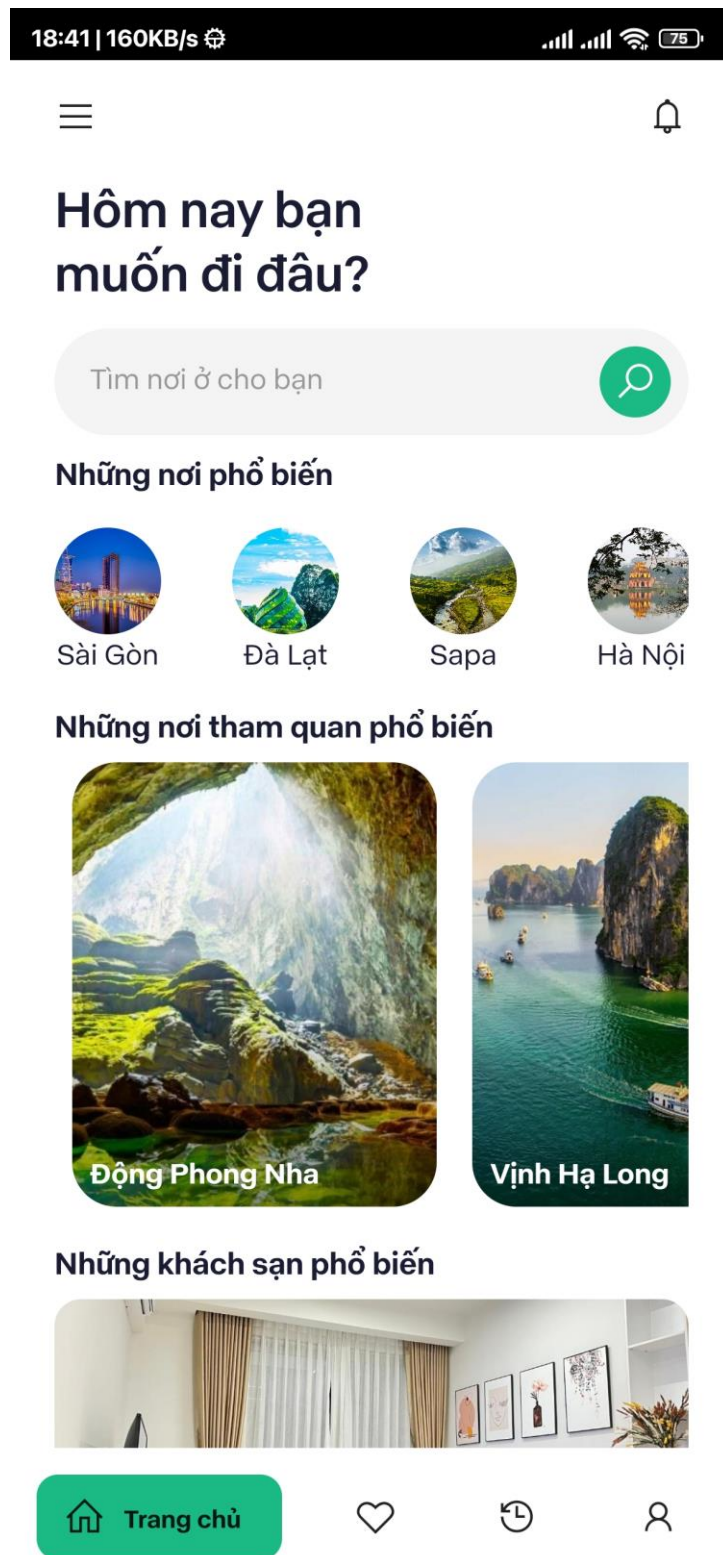 18:41 | 160KB/s
75
Hôm nay bạn
muốn đi đâu?
Tìm nơi ở cho bạn
Những nơi phổ biến
Sài Gòn
Đà Lạt
Sapa
Hà Nội
Những nơi tham quan phổ biến
Động Phong Nha
Vịnh Hạ Long
Những khách sạn phổ biến
Trang chủ